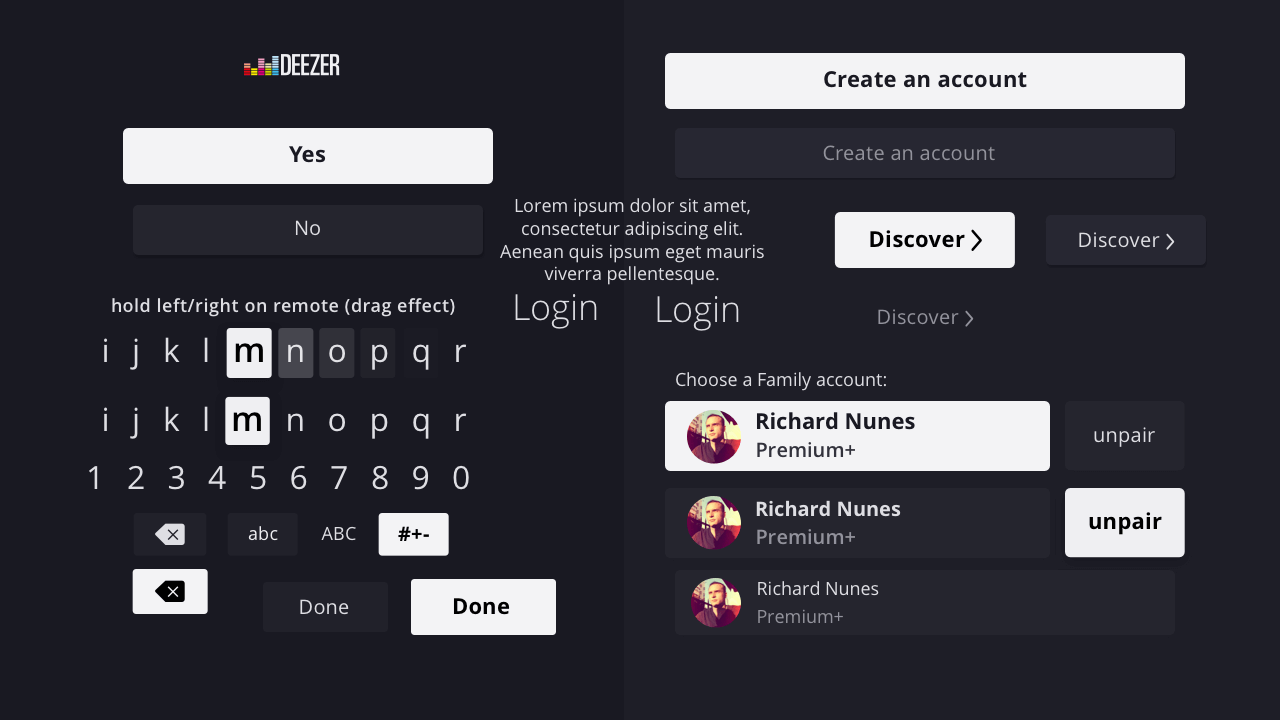 DEEZER
Yes
No
Lorem ipsum dolor sit amet,
consectetur adipiscing elit.
Aenean quis ipsum eget mauris
viverra pellentesque.
Login
Login
hold left/right on remote (drag effect)
i j k l m n o p q r
i j k l m n o p q r
1 2 3 4 5 6 7 8 9 0
abc ABC #+-
Done Done
Create an account
Create an account
Discover
Discover
Discover
Choose a Family account:
Richard Nunes
Premium+
unpair
Richard Nunes
Premium+
unpair
Richard Nunes
Premium+